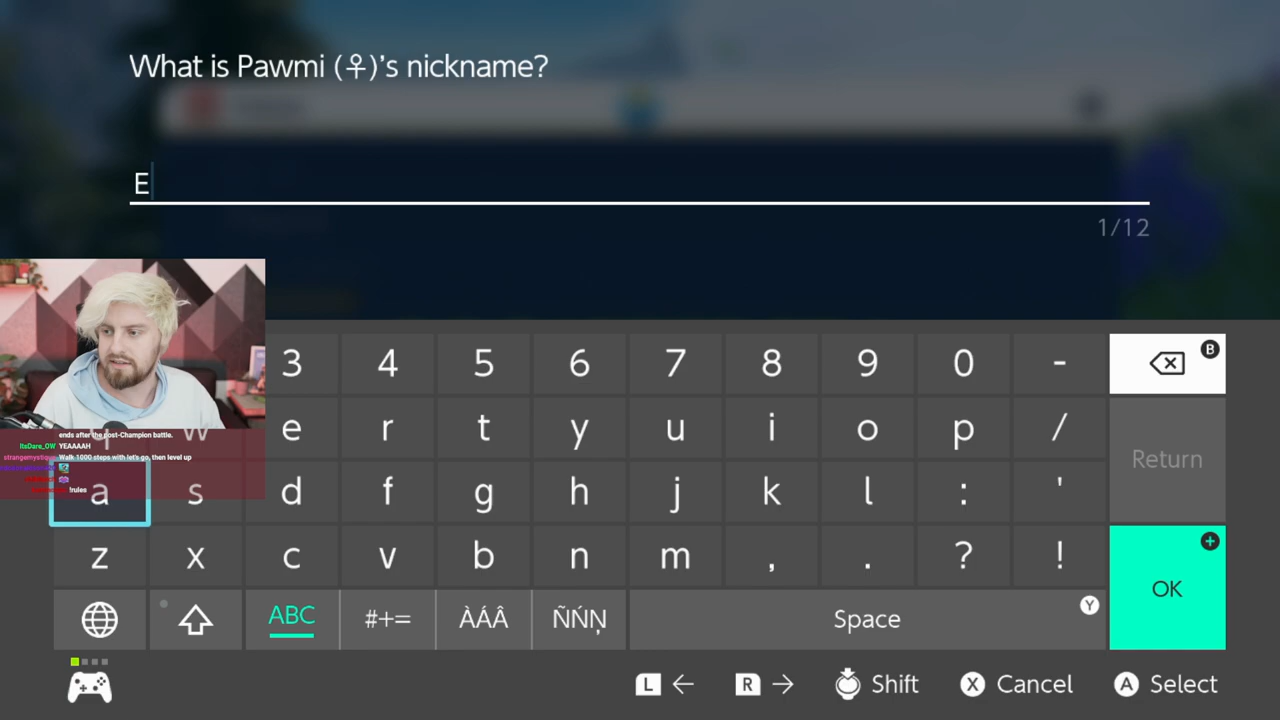 What is Pawmi (♀)'s nickname?
E
1/12
3 4 5 6 7 8 9 0 -
w e r t y u i o p /
a s d f g h j k l : '
z x c v b n m , . ? !
B
Return
+
OK
ABC #+= ÀÁÂ ÑŃŅ Space Y
L ← R → Shift X Cancel A Select
ends after the post-Champion battle.
ItsDare_OW YEAAAAH
Walk 1000 steps with let's go, then level up
!rules